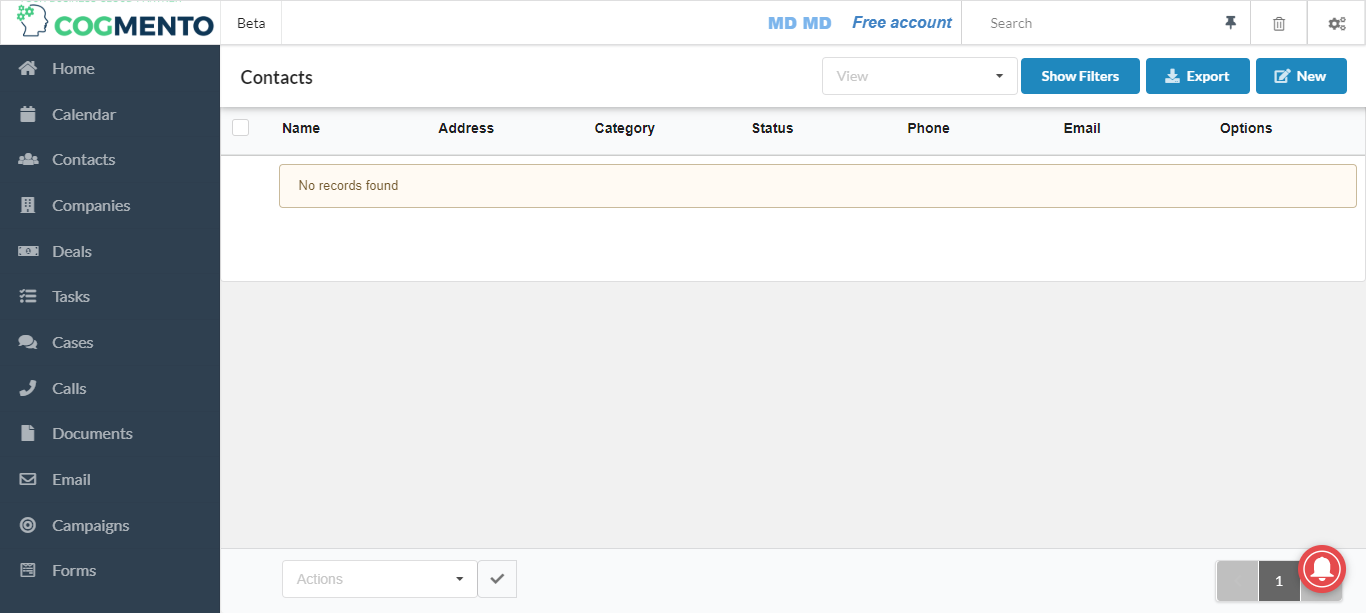 COGMENTO
Beta
MD MD
Free account
Search
Home
Calendar
Contacts
Companies
Deals
Tasks
Cases
Calls
Documents
Email
Campaigns
Forms
Contacts
View
Show Filters
Export
New
Name Address Category Status Phone Email Options
No records found
Actions
1